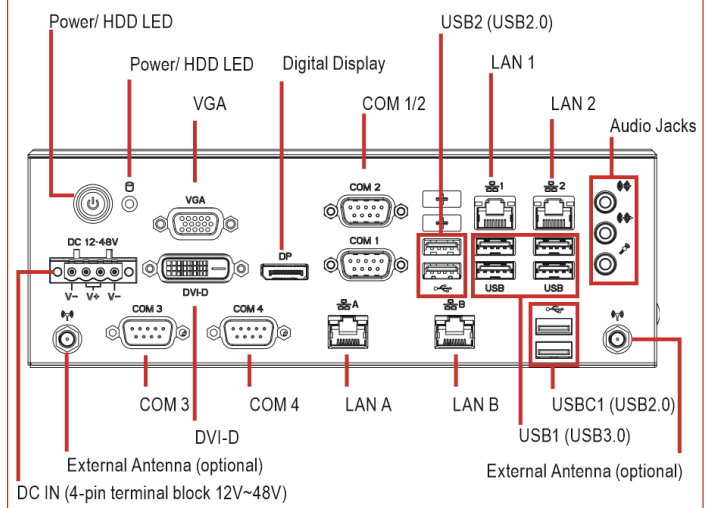 Power/ HDD LED
USB2 (USB2.0)
Power/ HDD LED
Digital Display
LAN 1
VGA
COM 1/2
LAN 2
Audio Jacks
COM 2
1
2
VGA
DC 12-48V
COM 1
DP
USB
USB
V-
V+
V-
DVI-D
COM 3
COM 4
A
B
COM 3
COM 4
LAN A
LAN B
USBC1 (USB2.0)
DVI-D
USB1 (USB3.0)
External Antenna (optional)
External Antenna (optional)
DC IN (4-pin terminal block 12V~48V)